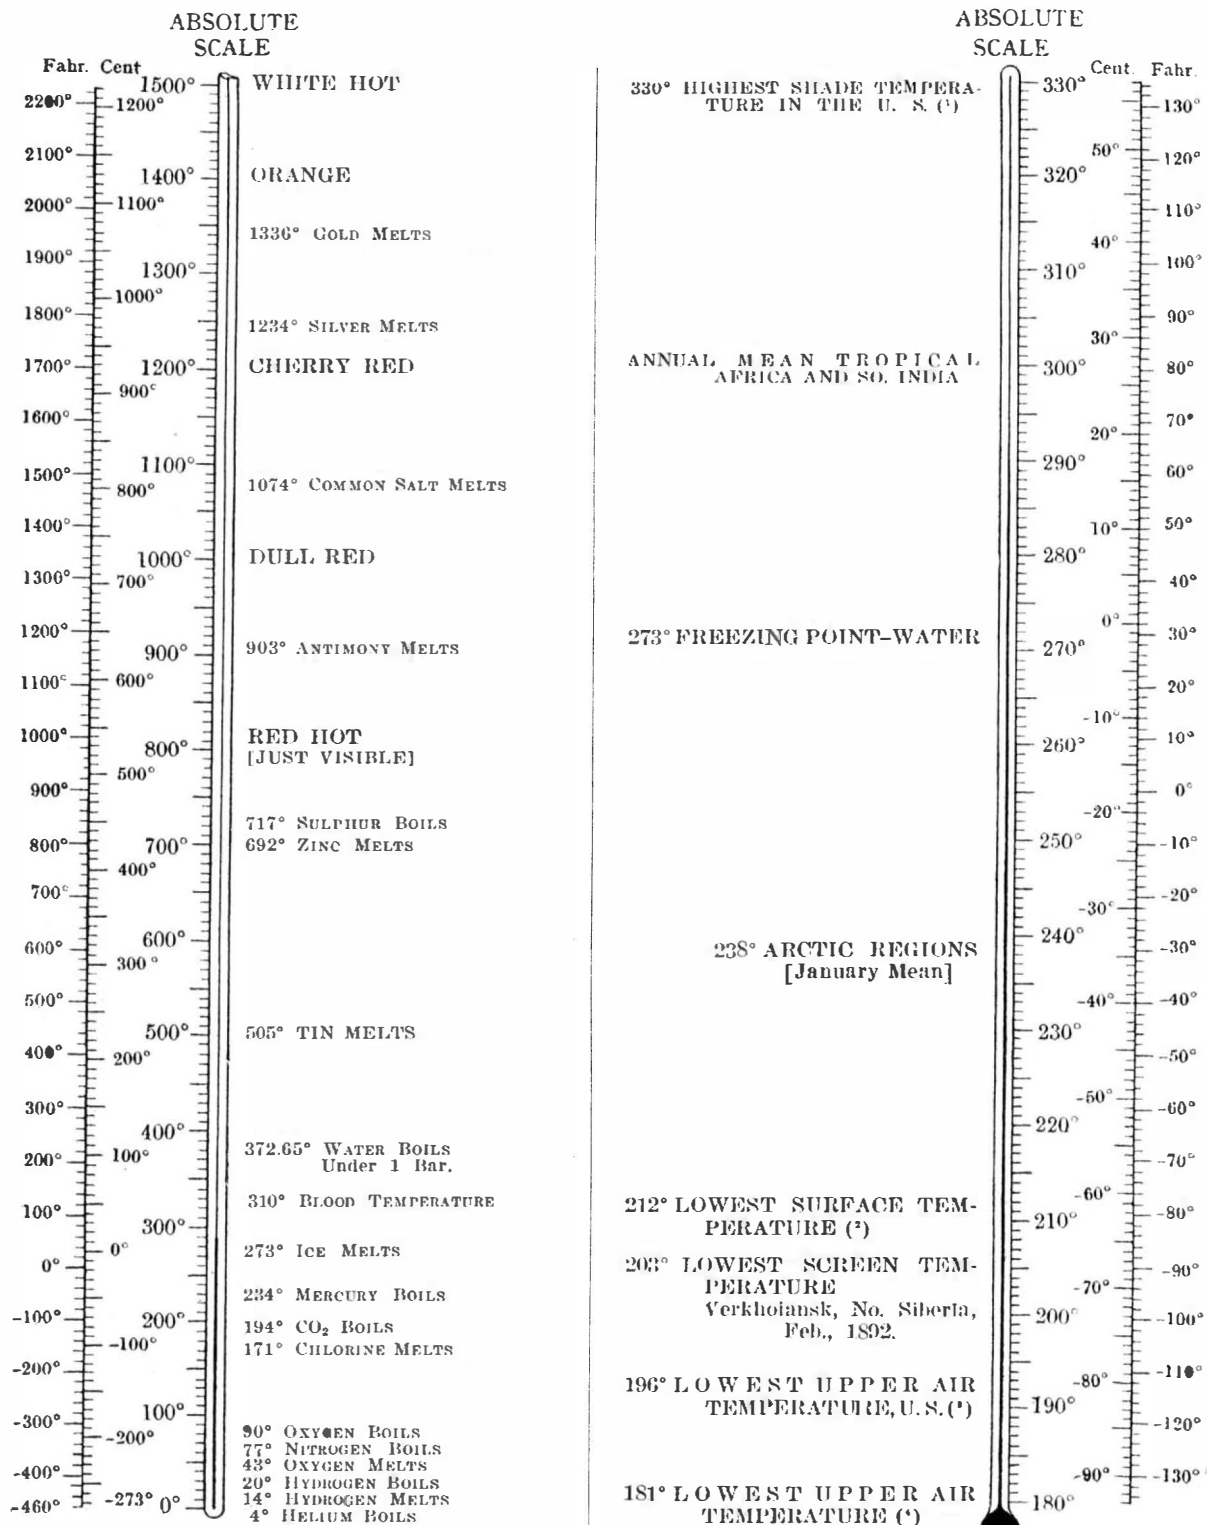 ABSOLUTE
SCALE
Fahr. Cent
1500° WHITE HOT
2200° 1200°
2100°
1400° ORANGE
2000° 1100°
1336° GOLD MELTS
1900°
1300°
1000°
1800°
1234° SILVER MELTS
1700° 1200° CHERRY RED
900°
1600°
1100°
1500° 800° 1074° COMMON SALT MELTS
1400°
1000° DULL RED
1300° 700°
1200°
900° 903° ANTIMONY MELTS
1100° 600°
1000° 800° RED HOT
[JUST VISIBLE]
500°
900°
717° SULPHUR BOILS
800° 700° 692° ZINC MELTS
400°
700°
600° 600°
300°
500°
500° 505° TIN MELTS
400° 200°
300°
400°
372.65° WATER BOILS
200° 100° Under 1 Bar.
310° BLOOD TEMPERATURE
100° 300°
0° 273° ICE MELTS
0°
234° MERCURY BOILS
-100° 200°
194° CO₂ BOILS
-100° 171° CHLORINE MELTS
-200°
100°
-300°
-200° 90° OXYGEN BOILS
77° NITROGEN BOILS
43° OXYGEN MELTS
-400° 20° HYDROGEN BOILS
-460° -273° 0° 14° HYDROGEN MELTS
4° HELIUM BOILS
ABSOLUTE
SCALE
Cent. Fahr.
330° HIGHEST SHADE TEMPERA- 330°
TURE IN THE U. S. (¹) 130°
50° 120°
320°
110°
40° 100°
310°
90°
30°
ANNUAL MEAN TROPICAL 300° 80°
AFRICA AND SO. INDIA
70°
20°
290° 60°
10° 50°
280°
40°
0° 30°
273° FREEZING POINT–WATER 270°
20°
-10°
260° 10°
0°
-20°
250° -10°
-20°
-30°
240° -30°
238° ARCTIC REGIONS
[January Mean]
-40° -40°
230°
-50°
-50° -60°
220°
-70°
-60°
212° LOWEST SURFACE TEM- 210° -80°
PERATURE (²)
203° LOWEST SCREEN TEM- -90°
PERATURE -70°
Verkhoiansk, No. Siberia, 200° -100°
Feb., 1892.
-80° -110°
196° LOWEST UPPER AIR 190°
TEMPERATURE, U. S. (³) -120°
-90° -130°
181° LOWEST UPPER AIR 180°
TEMPERATURE (⁴)